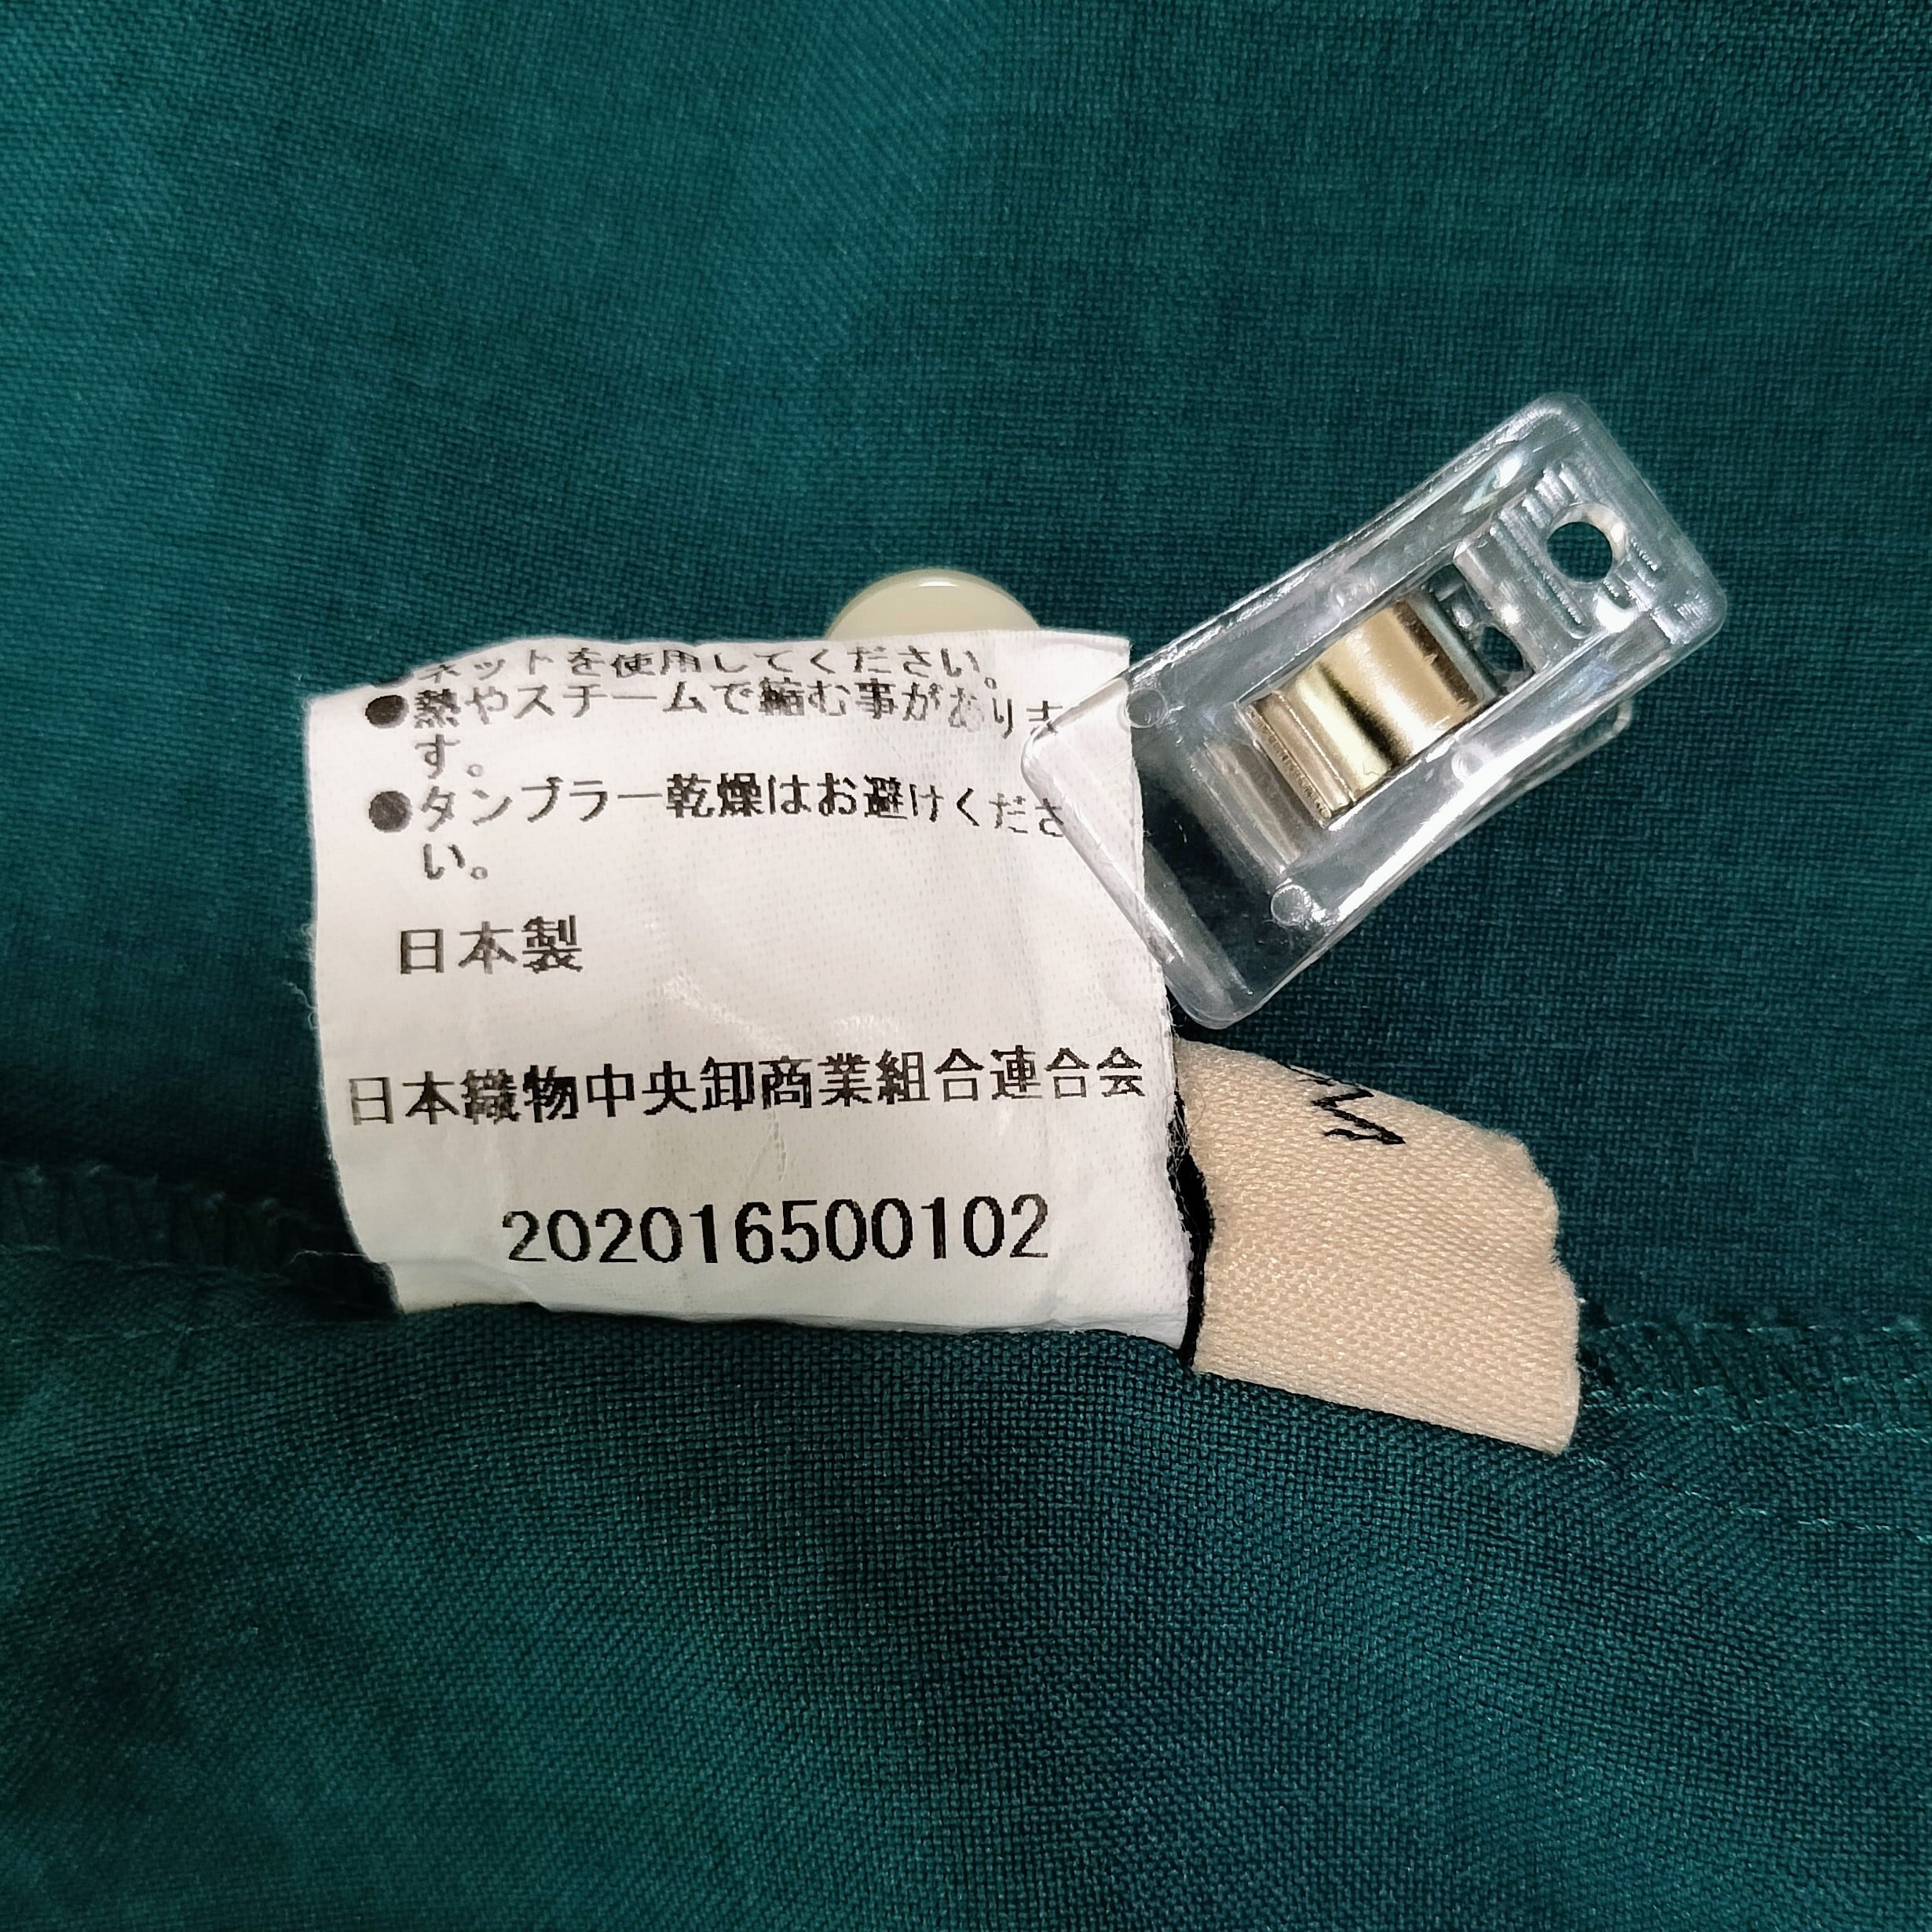 ネットを使用してください。
●熱やスチームで縮む事がありま
す。
●タンブラー乾燥はお避けくださ
い。
日本製
日本織物中央卸商業組合連合会
202016500102
M